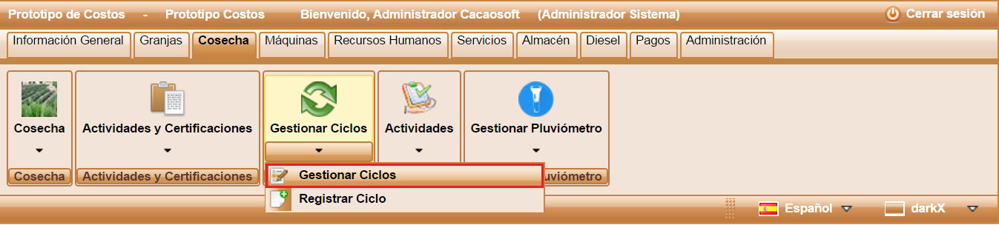 Prototipo de Costos - Prototipo Costos Bienvenido, Administrador Cacaosoft (Administrador Sistema) Cerrar sesión
Información General Granjas Cosecha Máquinas Recursos Humanos Servicios Almacén Diesel Pagos Administración
Cosecha Actividades y Certificaciones Gestionar Ciclos Actividades Gestionar Pluviómetro
Cosecha Actividades y Certificaciones
Gestionar Ciclos
Registrar Ciclo
Español darkX